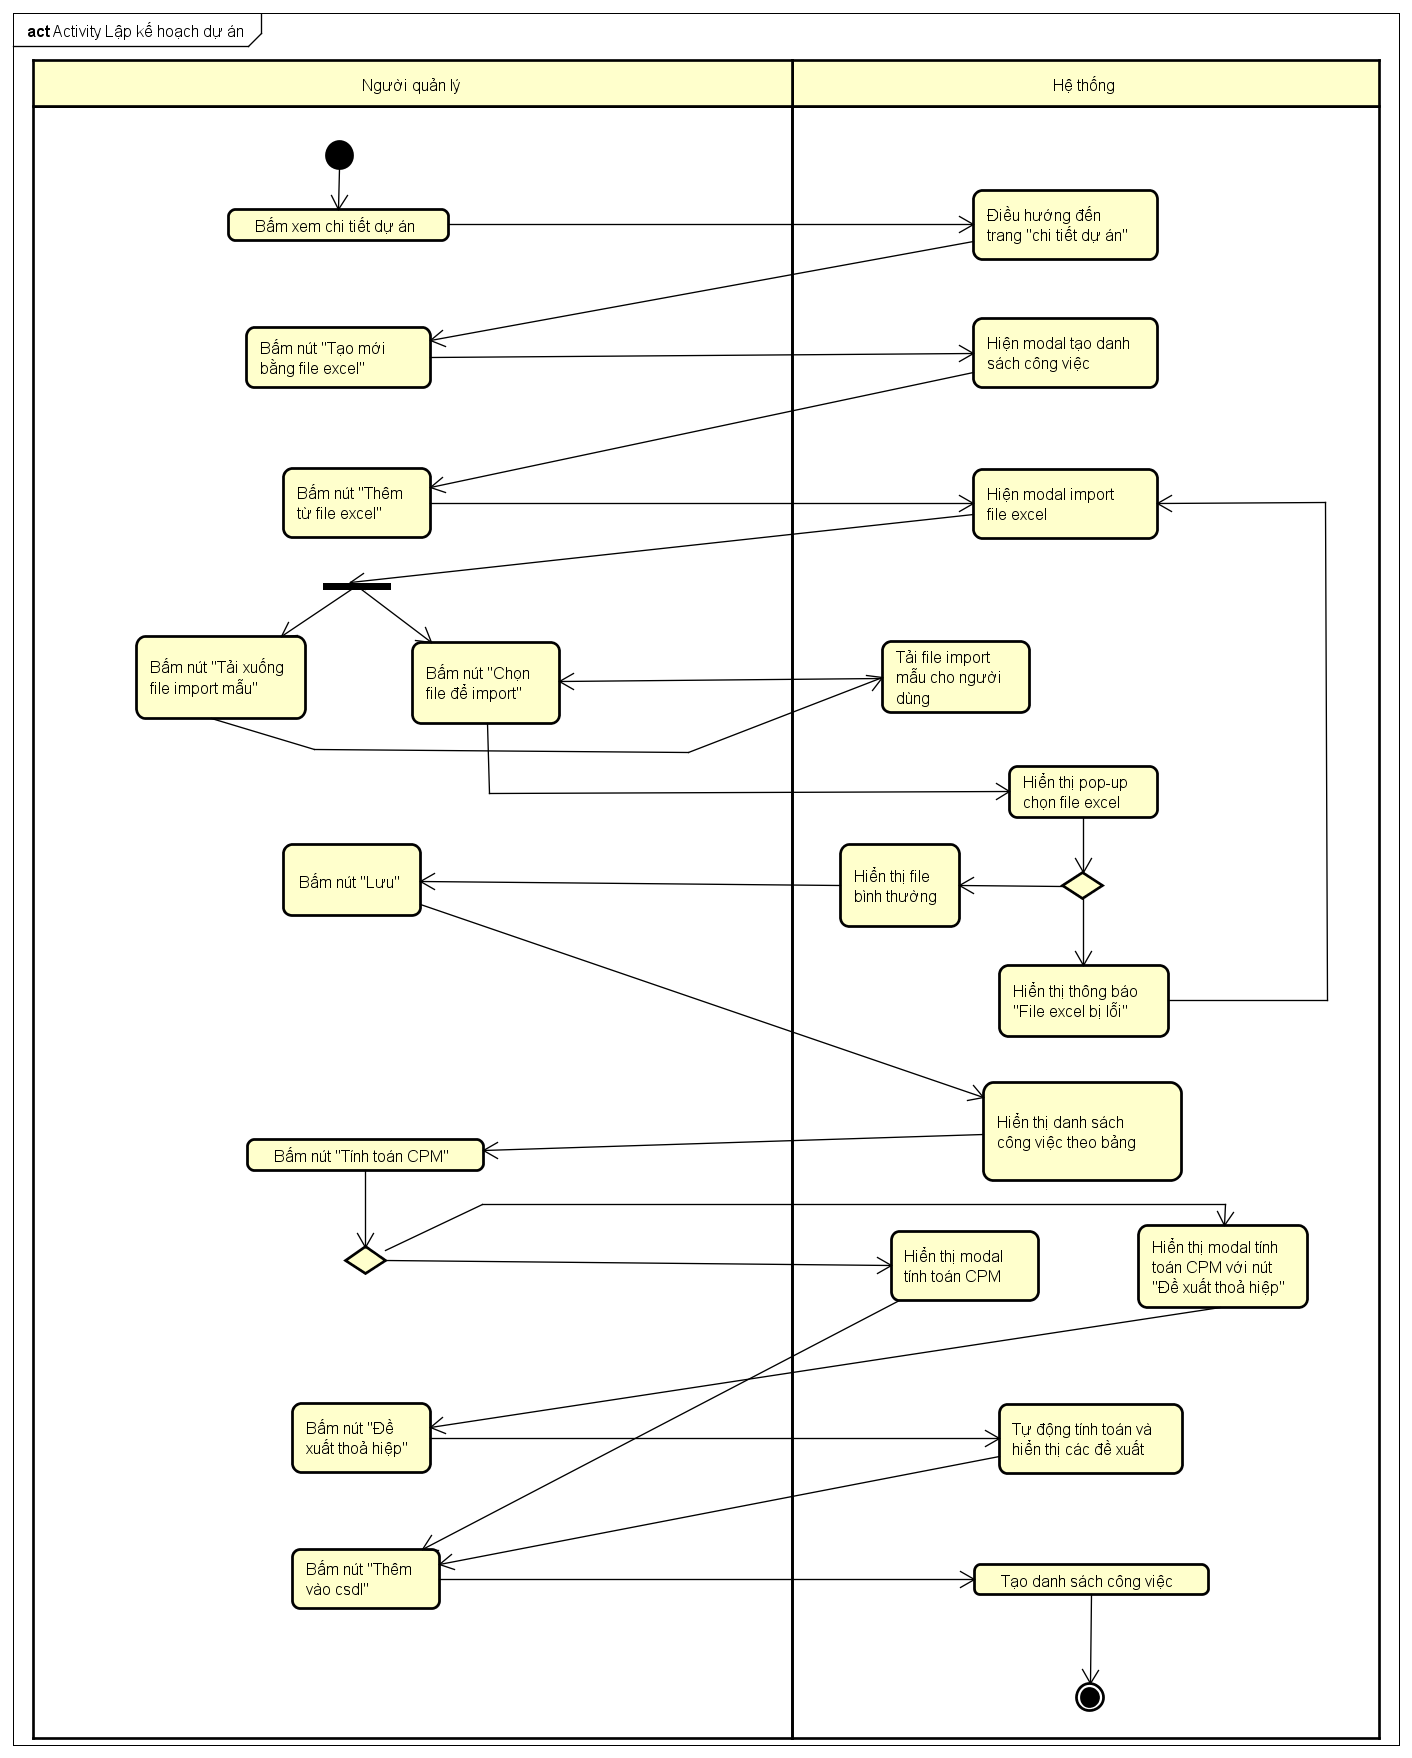 act Activity Lập kế hoạch dự án
Người quản lý
Hệ thống
Bấm xem chi tiết dự án
Điều hướng đến
trang "chi tiết dự án"
Bấm nút "Tạo mới
bằng file excel"
Hiện modal tạo danh
sách công việc
Bấm nút "Thêm
từ file excel"
Hiện modal import
file excel
Bấm nút "Tải xuống
file import mẫu"
Bấm nút "Chọn
file để import"
Tải file import
mẫu cho người
dùng
Hiển thị pop-up
chọn file excel
Bấm nút "Lưu"
Hiển thị file
bình thường
Hiển thị thông báo
"File excel bị lỗi"
Hiển thị danh sách
công việc theo bảng
Bấm nút "Tính toán CPM"
Hiển thị modal
tính toán CPM
Hiển thị modal tính
toán CPM với nút
"Đề xuất thoả hiệp"
Bấm nút "Đề
xuất thoả hiệp"
Tự động tính toán và
hiển thị các đề xuất
Bấm nút "Thêm
vào csdl"
Tạo danh sách công việc